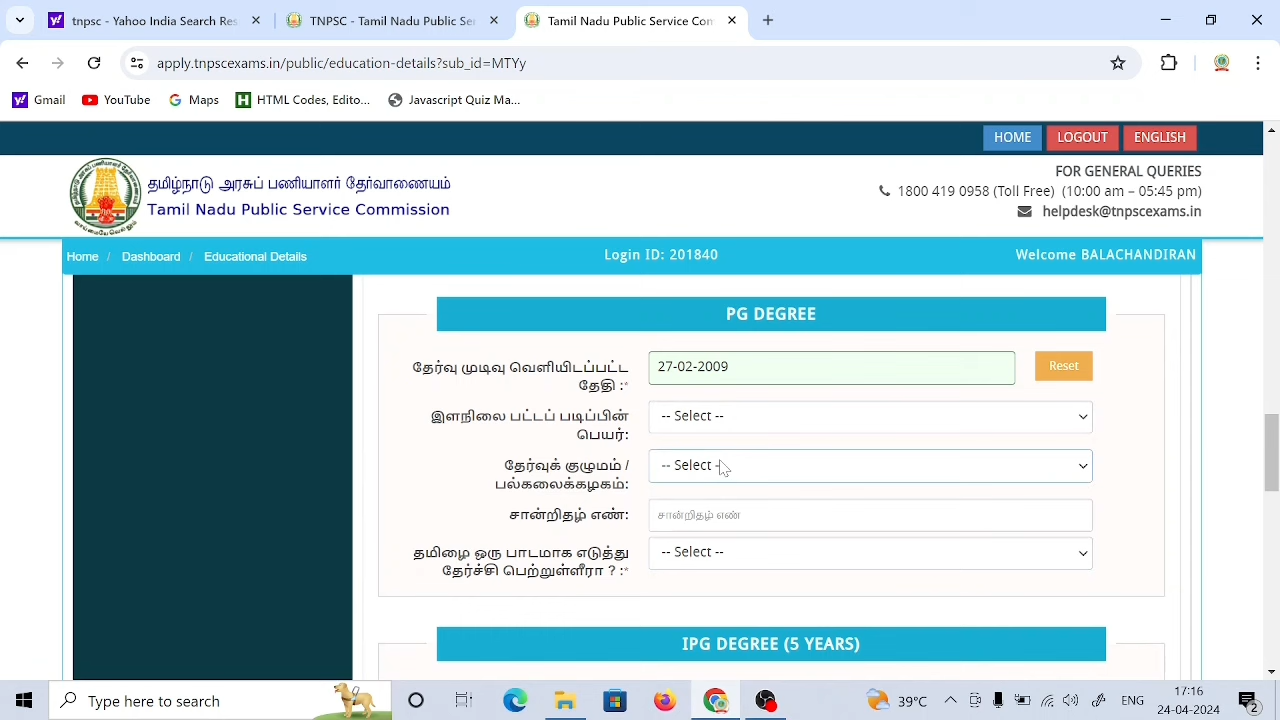 tnpsc - Yahoo India Search Res
TNPSC - Tamil Nadu Public Ser
Tamil Nadu Public Service Com
apply.tnpscexams.in/public/education-details?sub_id=MTYy
Gmail YouTube Maps HTML Codes, Edito... Javascript Quiz Ma...
HOME LOGOUT ENGLISH
தமிழ்நாடு அரசுப் பணியாளர் தேர்வாணையம்
Tamil Nadu Public Service Commission
FOR GENERAL QUERIES
1800 419 0958 (Toll Free) (10:00 am – 05:45 pm)
helpdesk@tnpscexams.in
Home / Dashboard / Educational Details Login ID: 201840 Welcome BALACHANDIRAN
PG DEGREE
தேர்வு முடிவு வெளியிடப்பட்ட
தேதி :* 27-02-2009 Reset
இளநிலை பட்டப் படிப்பின்
பெயர்: -- Select --
தேர்வுக் குழுமம் /
பல்கலைக்கழகம்: -- Select --
சான்றிதழ் எண்: சான்றிதழ் எண்
தமிழை ஒரு பாடமாக எடுத்து
தேர்ச்சி பெற்றுள்ளீரா ? :* -- Select --
IPG DEGREE (5 YEARS)
Type here to search 39°C ENG 17:16
24-04-2024 2